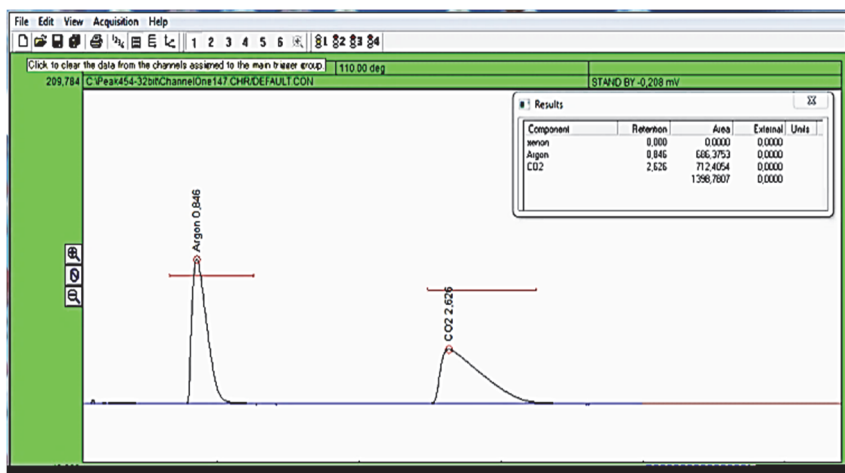 File Edit View Acquisition Help
1 2 3 4 5 6 1 2 3 4
Click to clear the data from the channels assigned to the main trigger group. 110.00 deg
209,784 C:\Peak454-32bit\ChannelOne147.CHR/DEFAULT.CON STAND BY -0,208 mV
Results
Component Retention Area External Units
xenon 0,000 0,0000 0,0000
Argon 0,846 686,3753 0,0000
CO2 2,626 712,4054 0,0000
1398,7807 0,0000
Argon 0,846
CO2 2,626